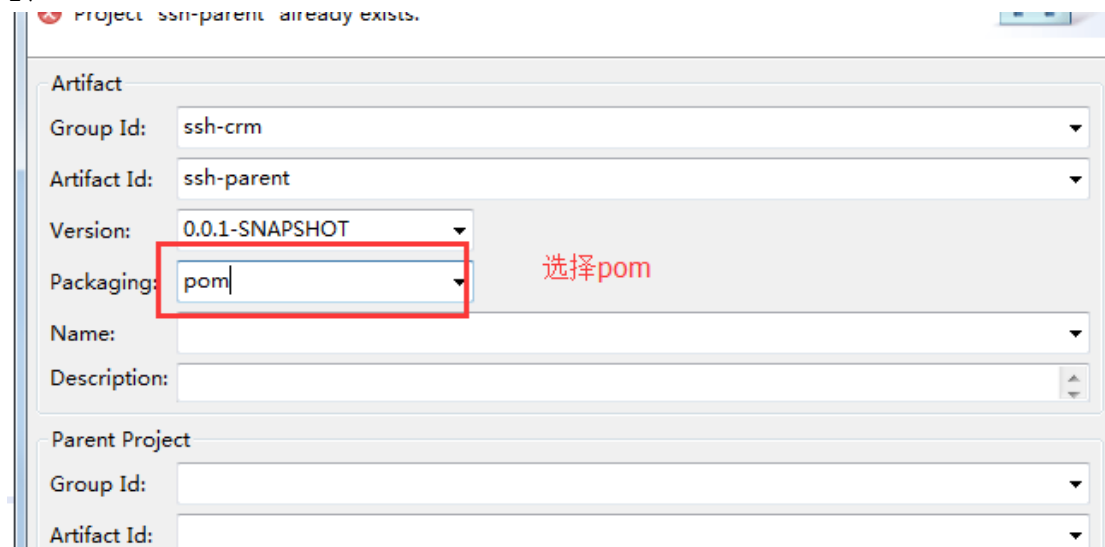 Project "ssh-parent" already exists.
Artifact
Group Id: ssh-crm
Artifact Id: ssh-parent
Version: 0.0.1-SNAPSHOT
Packaging: pom
选择pom
Name:
Description:
Parent Project
Group Id:
Artifact Id: